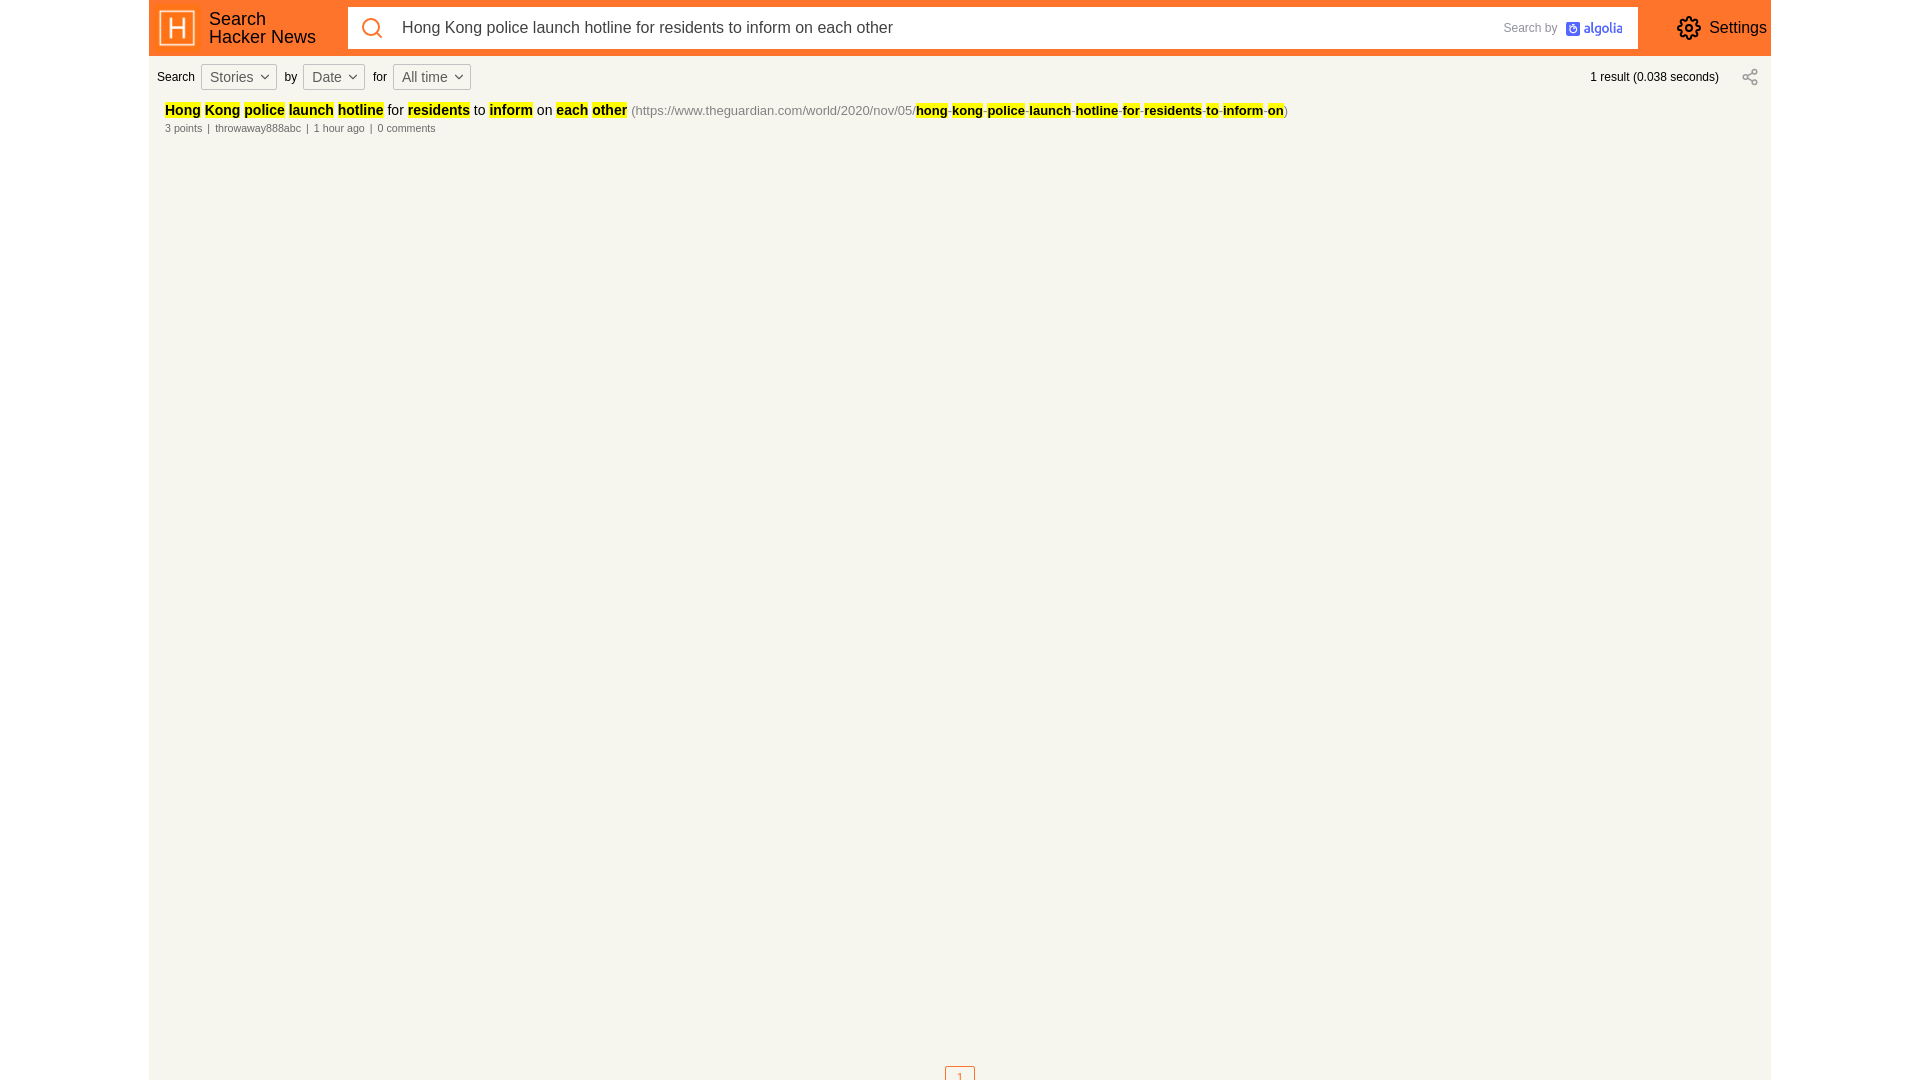 Search
Hacker News
Hong Kong police launch hotline for residents to inform on each other
Search by algolia
Settings
Search Stories by Date for All time
1 result (0.038 seconds)
Hong Kong police launch hotline for residents to inform on each other (https://www.theguardian.com/world/2020/nov/05/hong-kong-police-launch-hotline-for-residents-to-inform-on)
3 points | throwaway888abc | 1 hour ago | 0 comments
1